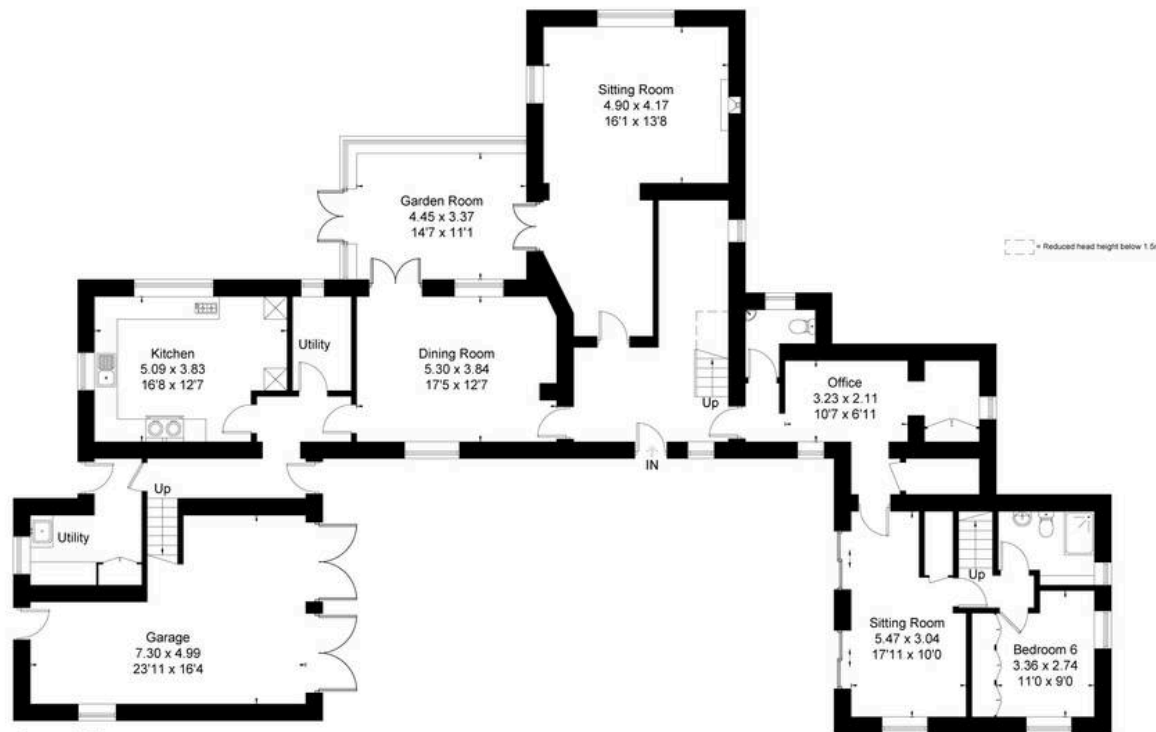 Sitting Room
4.90 x 4.17
16'1 x 13'8
Garden Room
4.45 x 3.37
14'7 x 11'1
= Reduced head height below 1.5
Kitchen
5.09 x 3.83
16'8 x 12'7
Utility
Dining Room
5.30 x 3.84
17'5 x 12'7
Up
IN
Office
3.23 x 2.11
10'7 x 6'11
Up
Utility
Garage
7.30 x 4.99
23'11 x 16'4
Sitting Room
5.47 x 3.04
17'11 x 10'0
Up
Bedroom 6
3.36 x 2.74
11'0 x 9'0